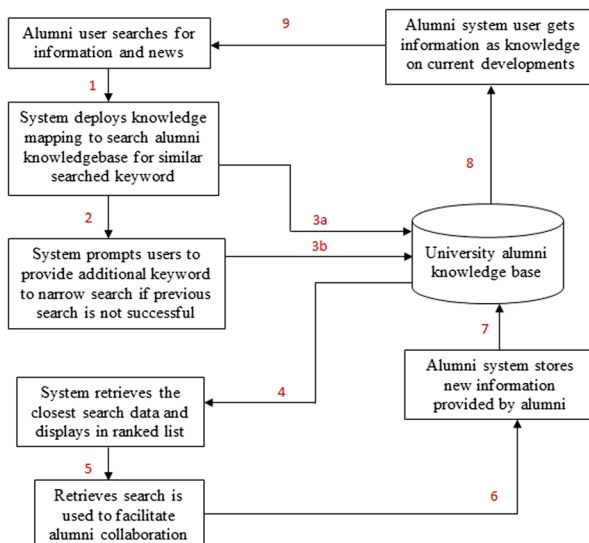 Alumni user searches for
information and news
9
Alumni system user gets
information as knowledge
on current developments
1
System deploys knowledge
mapping to search alumni
knowledgebase for similar
searched keyword
8
2
3a
System prompts users to
provide additional keyword
to narrow search if previous
search is not successful
3b
University alumni
knowledge base
7
Alumni system stores
new information
provided by alumni
System retrieves the
closest search data and
displays in ranked list
4
5
Retrieves search is
used to facilitate
alumni collaboration
6